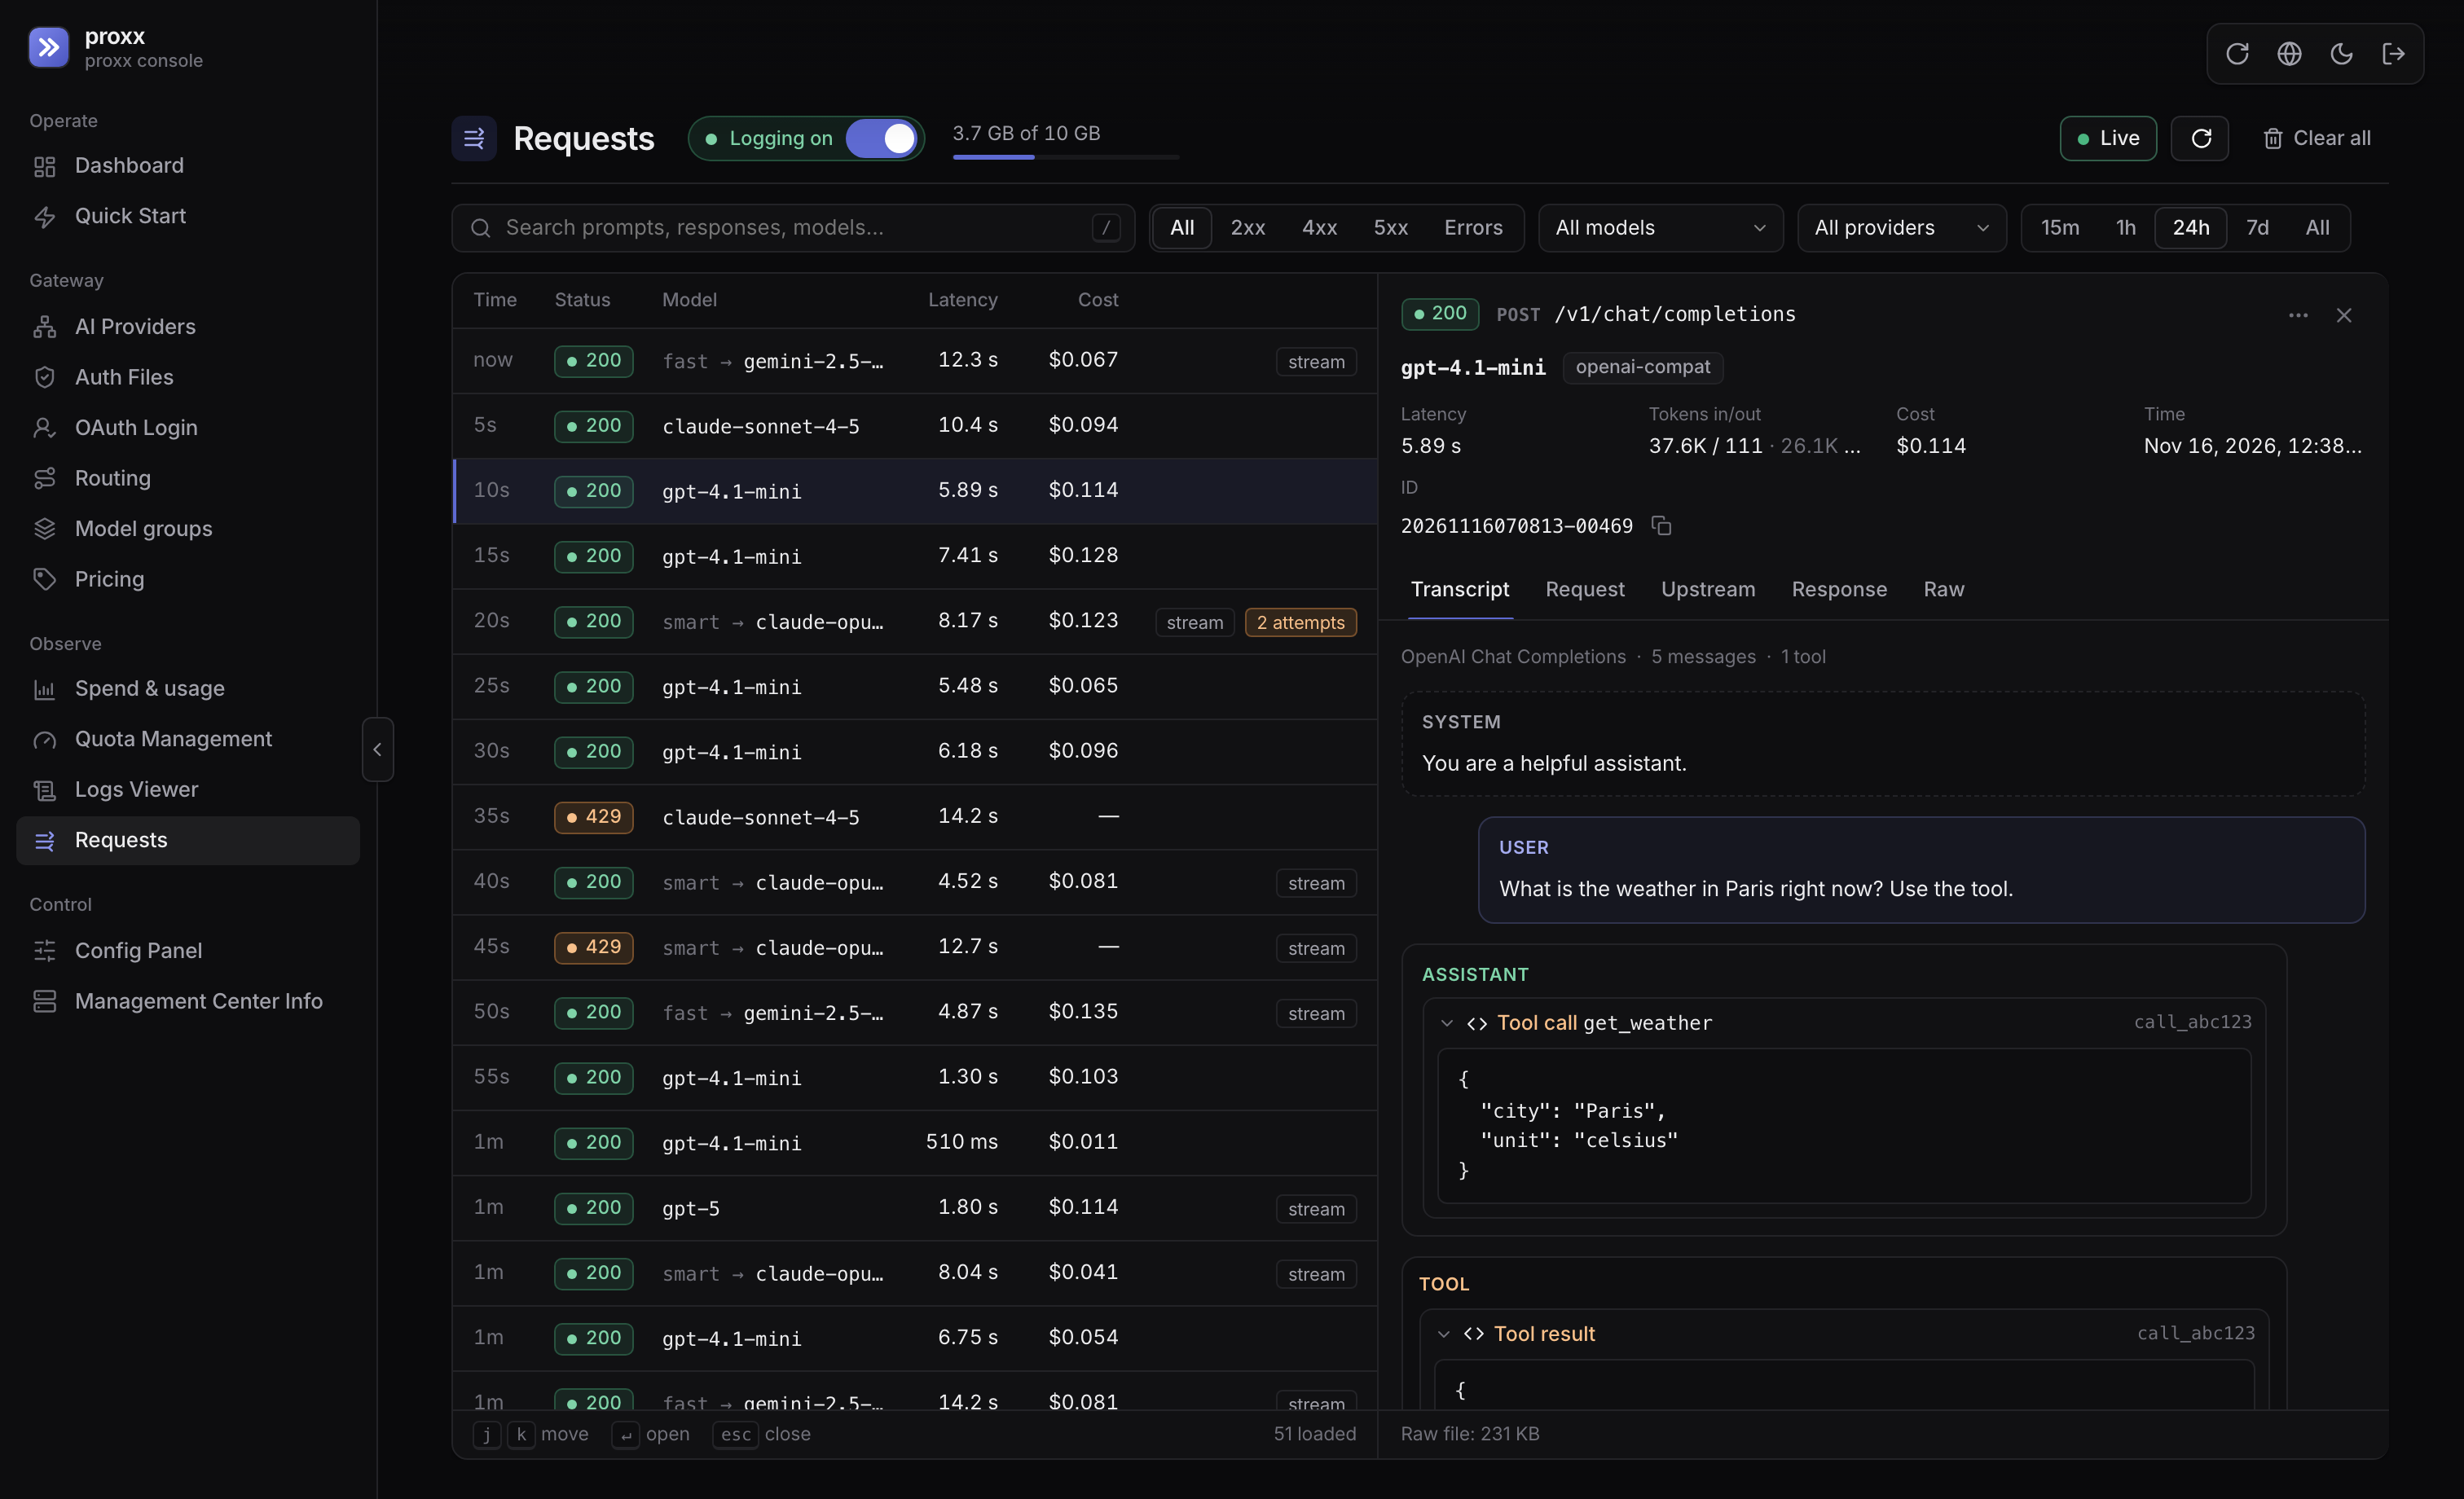 proxx
proxx console
Operate
Dashboard
Quick Start
Gateway
AI Providers
Auth Files
OAuth Login
Routing
Model groups
Pricing
Observe
Spend & usage
Quota Management
Logs Viewer
Requests
Control
Config Panel
Management Center Info
Requests
Logging on
3.7 GB of 10 GB
Live
Clear all
Search prompts, responses, models... /
All 2xx 4xx 5xx Errors
All models
All providers
15m 1h 24h 7d All
Time Status Model Latency Cost
now 200 fast → gemini-2.5-… 12.3 s $0.067 stream
5s 200 claude-sonnet-4-5 10.4 s $0.094
10s 200 gpt-4.1-mini 5.89 s $0.114
15s 200 gpt-4.1-mini 7.41 s $0.128
20s 200 smart → claude-opu… 8.17 s $0.123 stream 2 attempts
25s 200 gpt-4.1-mini 5.48 s $0.065
30s 200 gpt-4.1-mini 6.18 s $0.096
35s 429 claude-sonnet-4-5 14.2 s —
40s 200 smart → claude-opu… 4.52 s $0.081 stream
45s 429 smart → claude-opu… 12.7 s — stream
50s 200 fast → gemini-2.5-… 4.87 s $0.135 stream
55s 200 gpt-4.1-mini 1.30 s $0.103
1m 200 gpt-4.1-mini 510 ms $0.011
1m 200 gpt-5 1.80 s $0.114 stream
1m 200 smart → claude-opu… 8.04 s $0.041 stream
1m 200 gpt-4.1-mini 6.75 s $0.054
1m 200 fast → gemini-2.5-… 14.2 s $0.081 stream
j k move ↵ open esc close
51 loaded
200 POST /v1/chat/completions
gpt-4.1-mini openai-compat
Latency Tokens in/out Cost Time
5.89 s 37.6K / 111 · 26.1K … $0.114 Nov 16, 2026, 12:38…
ID
20261116070813-00469
Transcript Request Upstream Response Raw
OpenAI Chat Completions · 5 messages · 1 tool
SYSTEM
You are a helpful assistant.
USER
What is the weather in Paris right now? Use the tool.
ASSISTANT
Tool call get_weather call_abc123
{
"city": "Paris",
"unit": "celsius"
}
TOOL
Tool result call_abc123
{
Raw file: 231 KB